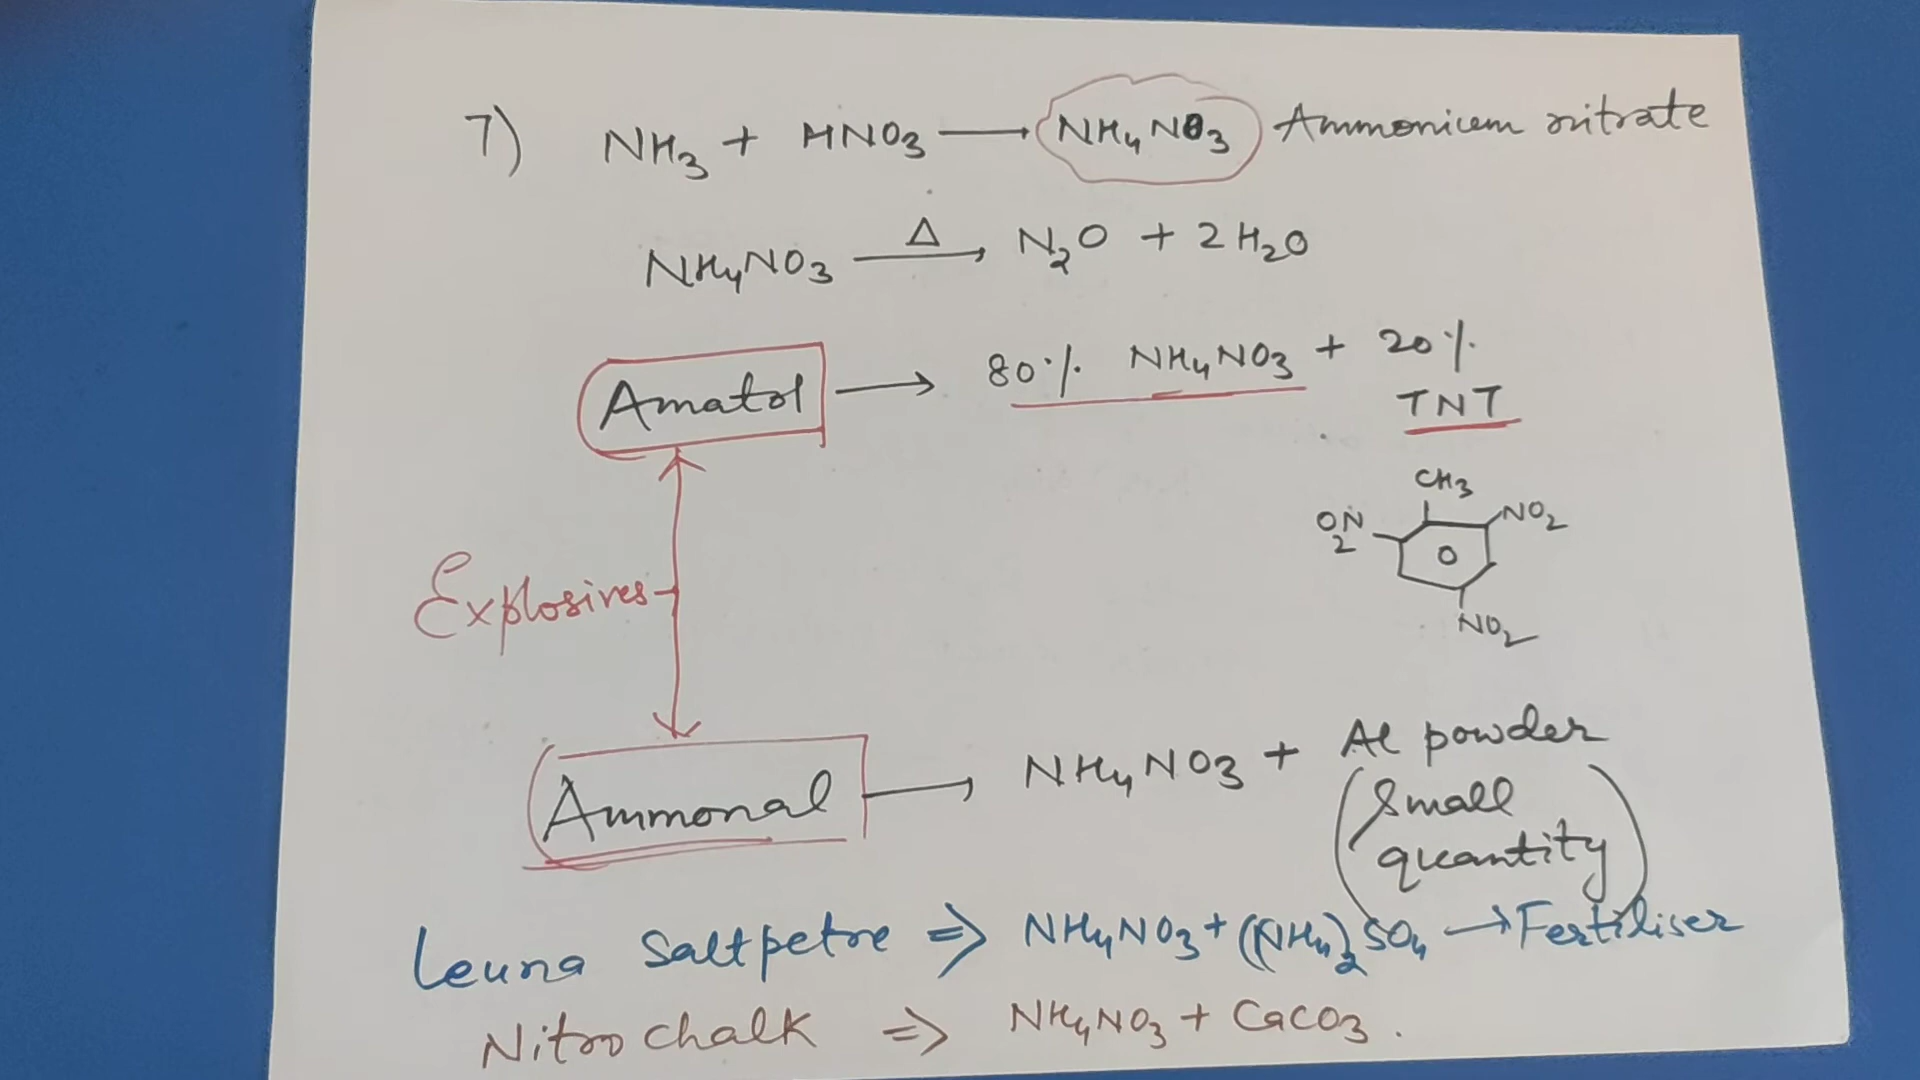 7) NH3 + HNO3 → NH4NO3 Ammonium nitrate
NH4NO3 Δ→ N2O + 2H2O
Amatol → 80% NH4NO3 + 20%
TNT
CH3
O2N NO2
NO2
Explosives
Ammonal → NH4NO3 + Al powder
(Small
quantity)
Leuna Saltpetre ⇒ NH4NO3 + (NH4)2SO4 → Fertiliser
Nitro chalk ⇒ NH4NO3 + CaCO3.